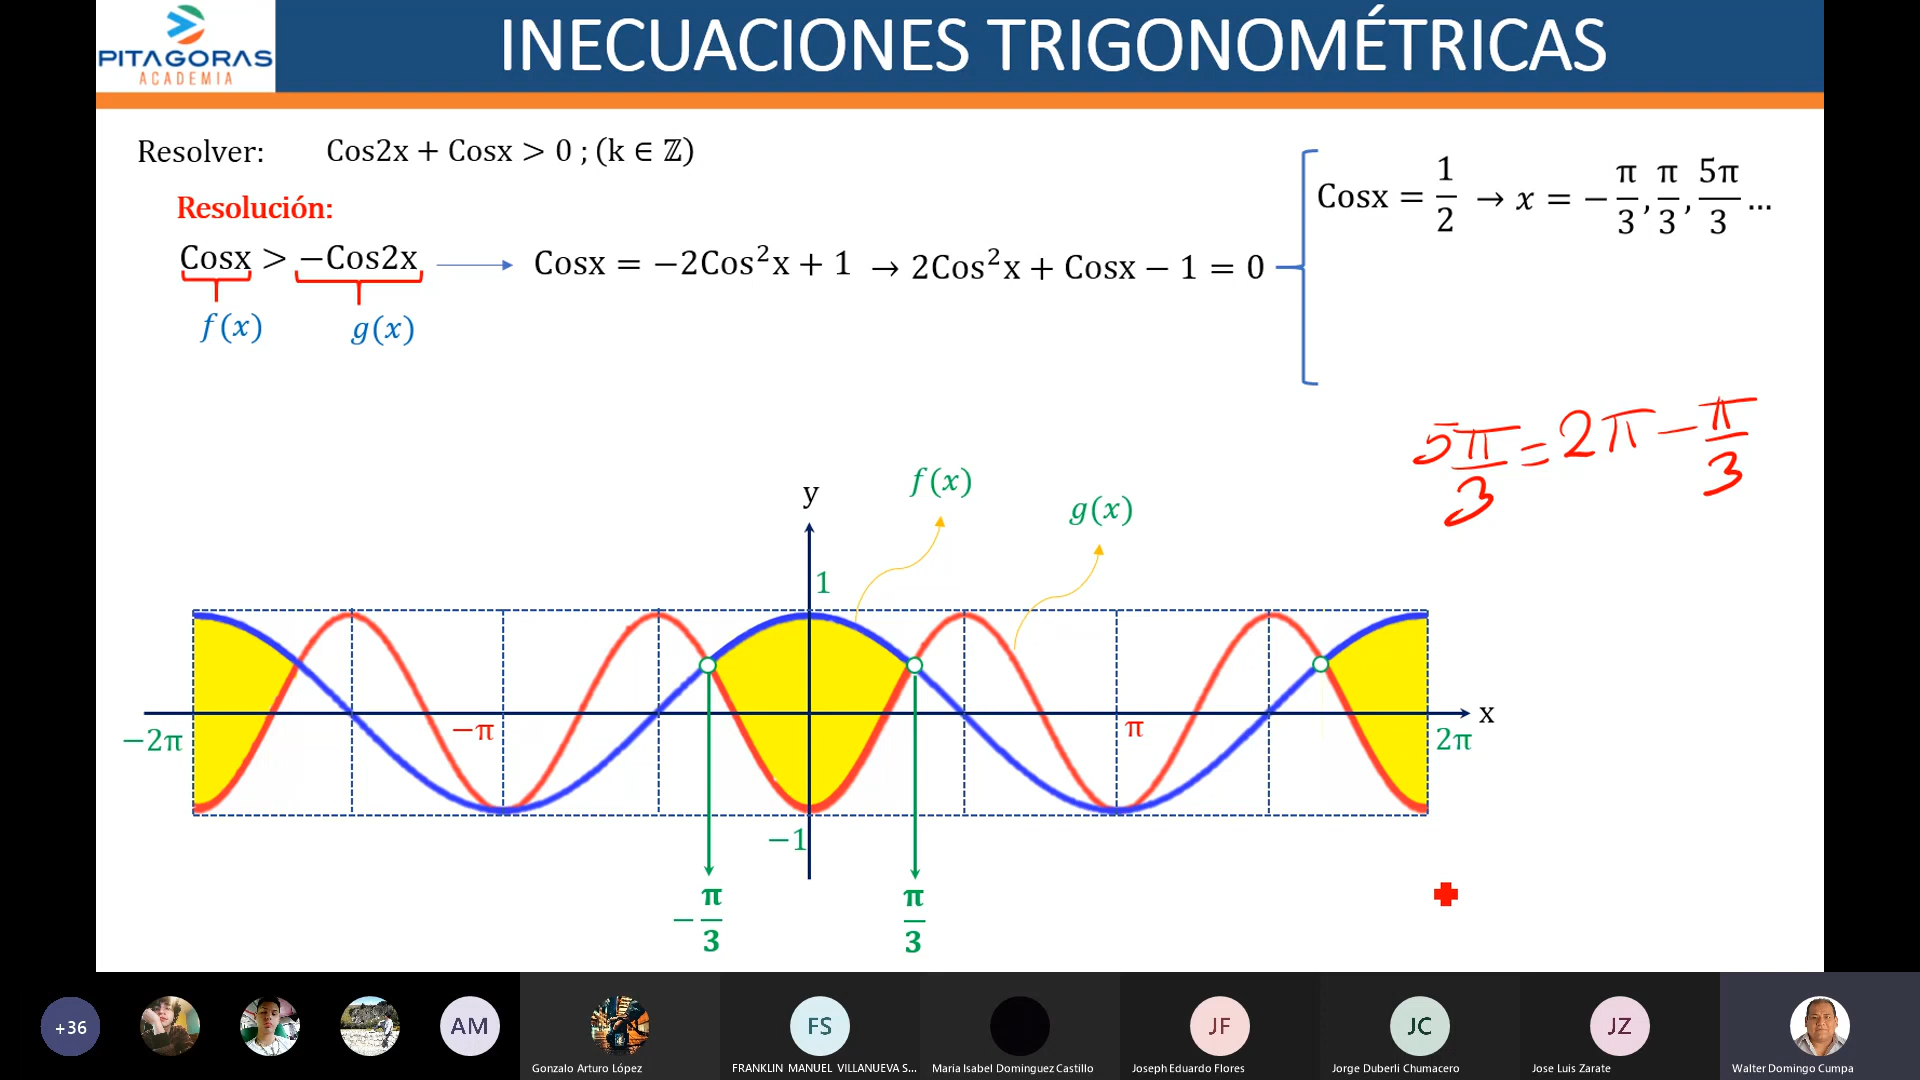 PITAGORAS
ACADEMIA
INECUACIONES TRIGONOMÉTRICAS
Resolver: Cos2x + Cosx > 0 ; (k ∈ ℤ)
Resolución:
Cosx > −Cos2x → Cosx = −2Cos²x + 1 → 2Cos²x + Cosx − 1 = 0
Cosx = 1/2 → x = −π/3, π/3, 5π/3 ...
f(x) g(x)
5π/3 = 2π − π/3
f(x)
g(x)
y
1
−2π
−π
π
2π
x
−1
−π/3
π/3
+36
AM
FS
JF
JC
JZ
Gonzalo Arturo López
FRANKLIN MANUEL VILLANUEVA S...
Maria Isabel Dominguez Castillo
Joseph Eduardo Flores
Jorge Duberli Chumacero
Jose Luis Zarate
Walter Domingo Cumpa